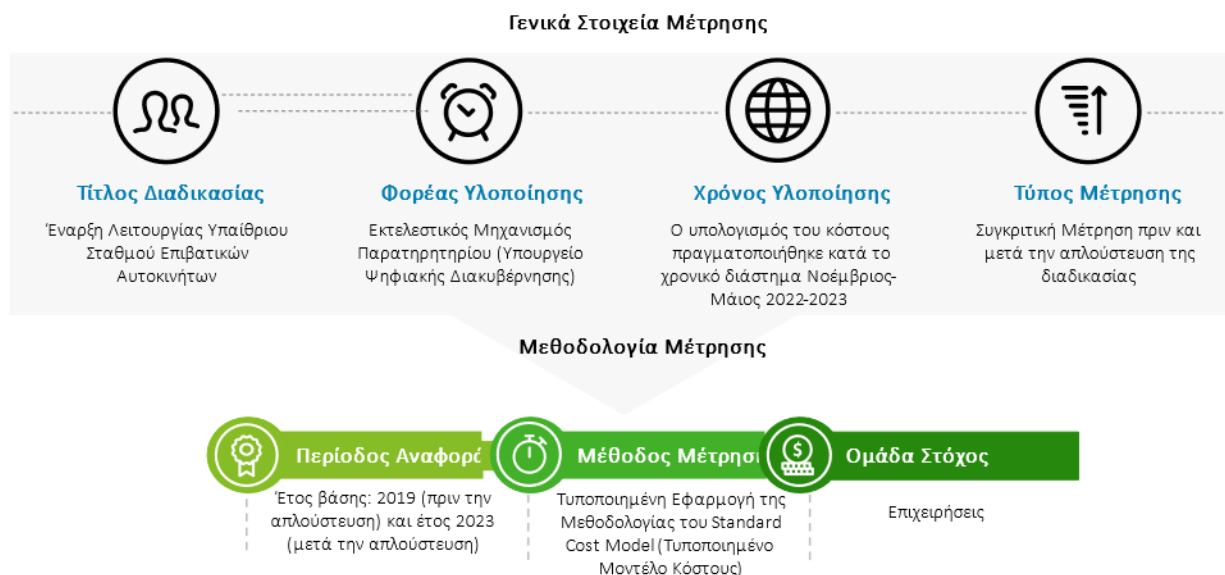 Γενικά Στοιχεία Μέτρησης
Τίτλος Διαδικασίας
Έναρξη Λειτουργίας Υπαίθριου
Σταθμού Επιβατικών
Αυτοκινήτων
Φορέας Υλοποίησης
Εκτελεστικός Μηχανισμός
Παρατηρητηρίου (Υπουργείο
Ψηφιακής Διακυβέρνησης)
Χρόνος Υλοποίησης
Ο υπολογισμός του κόστους
πραγματοποιήθηκε κατά το
χρονικό διάστημα Νοέμβριος-
Μάιος 2022-2023
Τύπος Μέτρησης
Συγκριτική Μέτρηση πριν και
μετά την απλούστευση της
διαδικασίας
Μεθοδολογία Μέτρησης
Περίοδος Αναφορά
Έτος βάσης: 2019 (πριν την
απλούστευση) και έτος 2023
(μετά την απλούστευση)
Μέθοδος Μέτρησι
Τυποποιημένη Εφαρμογή της
Μεθοδολογίας του Standard
Cost Model (Τυποποιημένο
Μοντέλο Κόστους)
$
Ομάδα Στόχος
Επιχειρήσεις